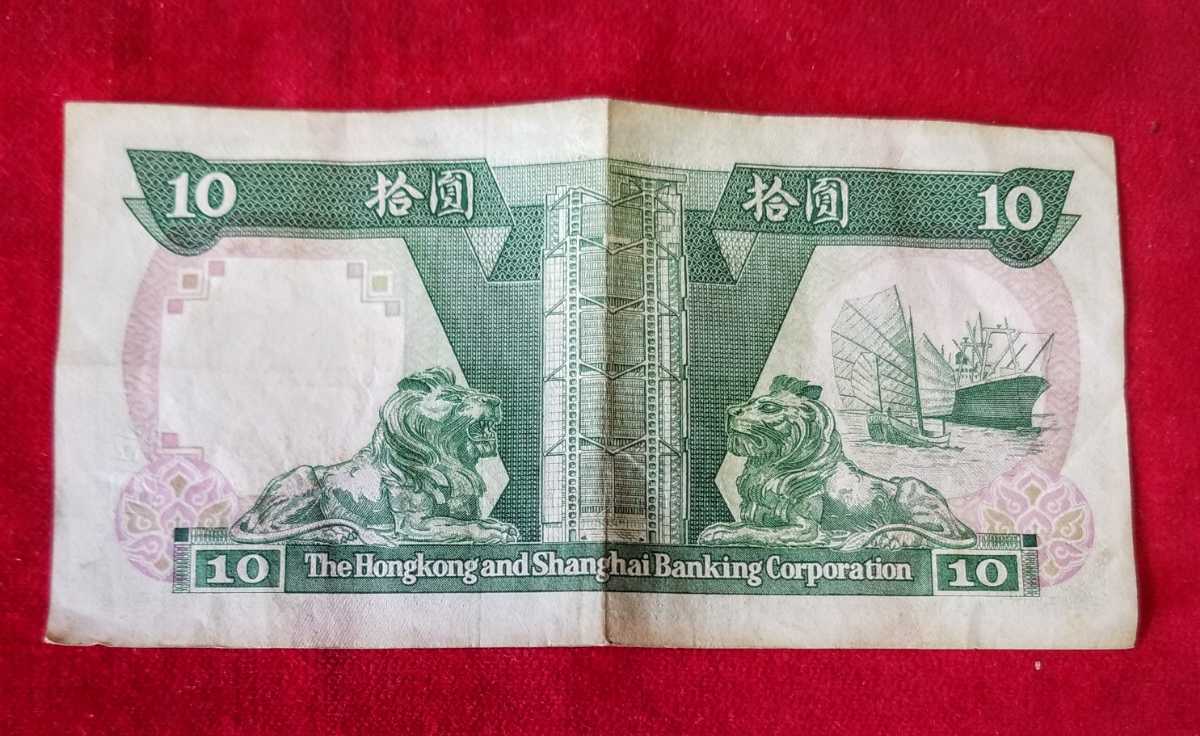 10 拾圓 拾圓 10
10 The Hongkong and Shanghai Banking Corporation 10